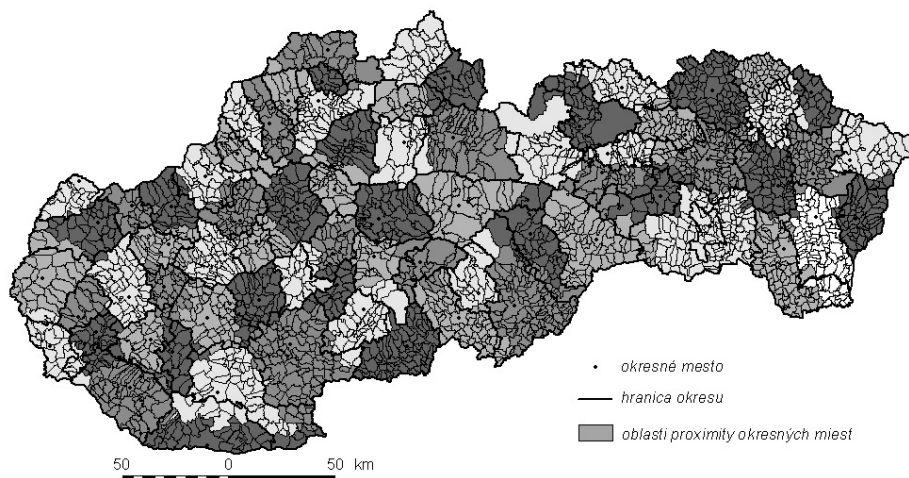 okresné mesto
hranica okresu
oblasti proximity okresných miest
50 0 50 km